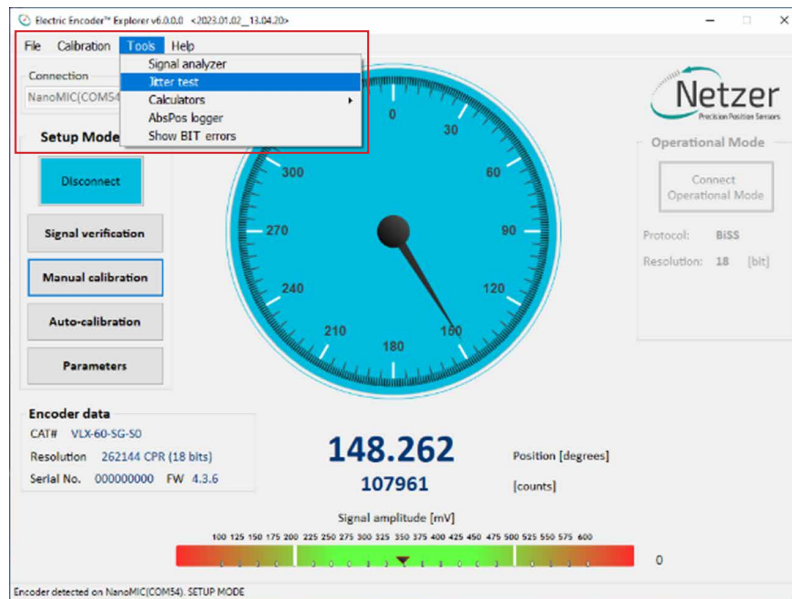 Electric Encoder™ Explorer v6.0.0.0 <2023.01.02__13.04.20>
File Calibration Tools Help
Signal analyzer
Jitter test
Calculators
AbsPos logger
Show BIT errors
Connection
NanoMIC(COM54
Setup Mode
Disconnect
Signal verification
Manual calibration
Auto-calibration
Parameters
0
30
60
90
120
150
180
210
240
270
300
Netzer
Precision Position Sensors
Operational Mode
Connect
Operational Mode
Protocol: BiSS
Resolution: 18 [bit]
Encoder data
CAT# VLX-60-SG-S0
Resolution 262144 CPR (18 bits)
Serial No. 000000000 FW 4.3.6
148.262 Position [degrees]
107961 [counts]
Signal amplitude [mV]
100 125 150 175 200 225 250 275 300 325 350 375 400 425 450 475 500 525 550 575 600
0
Encoder detected on NanoMIC(COM54). SETUP MODE